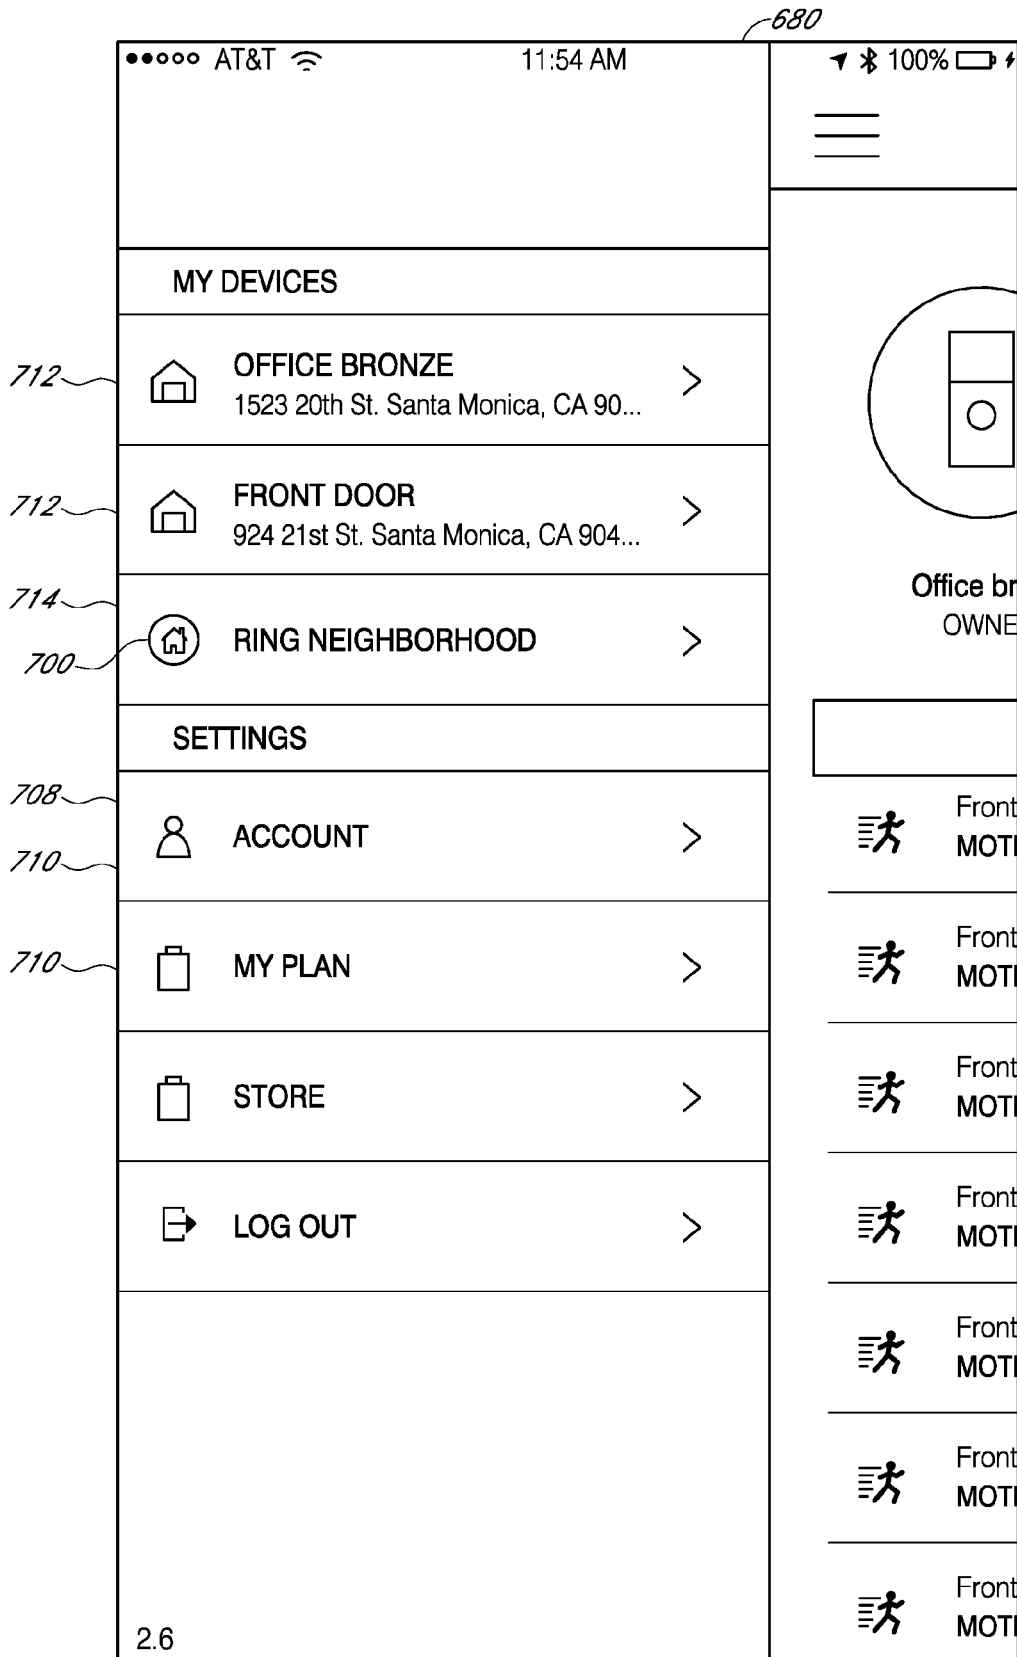 680
AT&T 11:54 AM 100%
MY DEVICES
712 OFFICE BRONZE
1523 20th St. Santa Monica, CA 90...
712 FRONT DOOR
924 21st St. Santa Monica, CA 904...
714
700 RING NEIGHBORHOOD
SETTINGS
708
710 ACCOUNT
710 MY PLAN
STORE
LOG OUT
2.6
Office br
OWNE
Front
MOTI
Front
MOTI
Front
MOTI
Front
MOTI
Front
MOTI
Front
MOTI
Front
MOTI